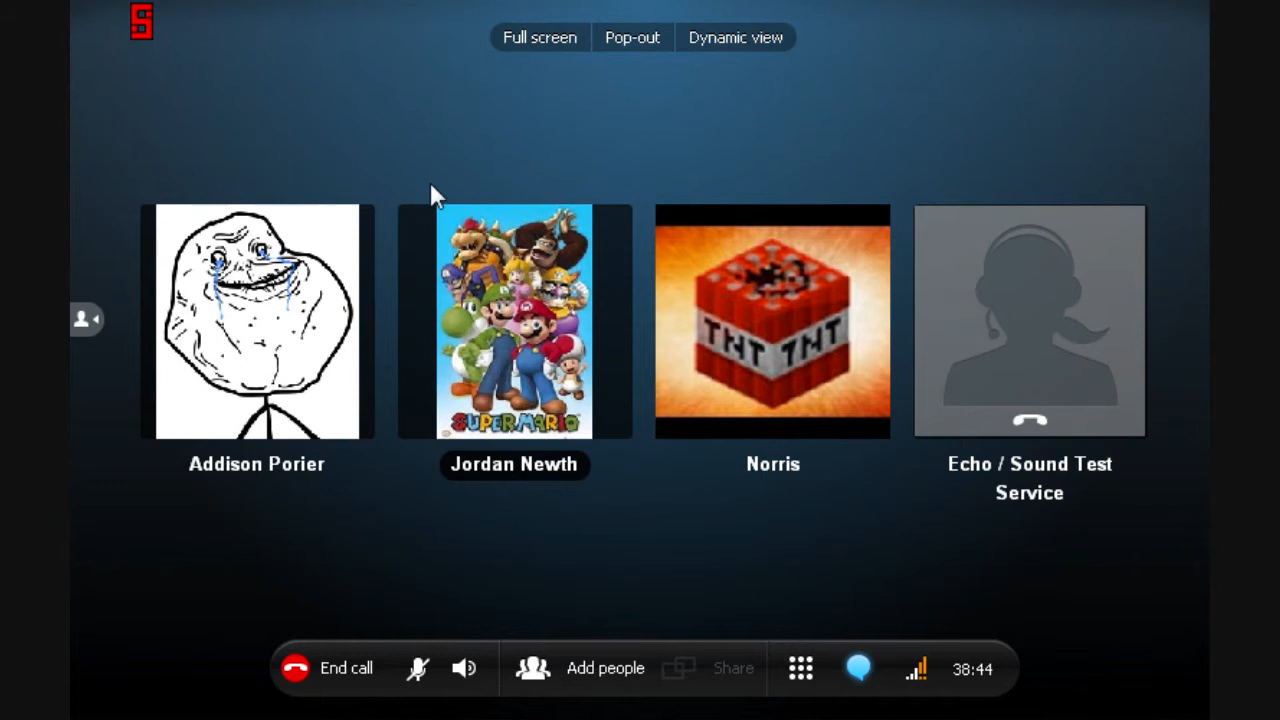 S
Full screen
Pop-out
Dynamic view
SUPER MARIO
TNT TNT
Addison Porier
Jordan Newth
Norris
Echo / Sound Test
Service
End call
Add people
Share
38:44